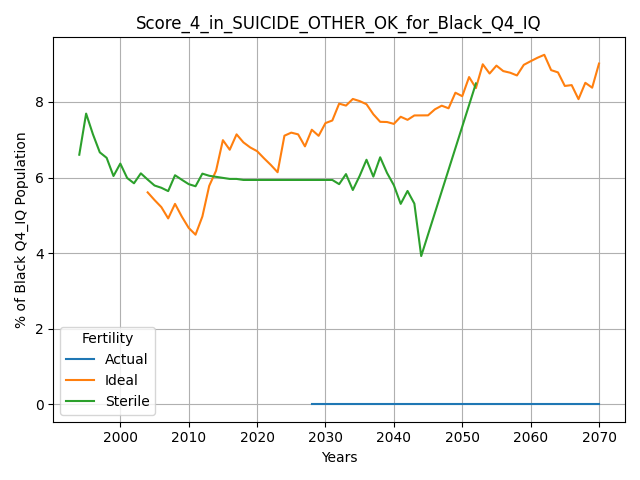 Score_4_in_SUICIDE_OTHER_OK_for_Black_Q4_IQ
% of Black Q4_IQ Population
8
6
4
2
0
Fertility
Actual
Ideal
Sterile
2000 2010 2020 2030 2040 2050 2060 2070
Years